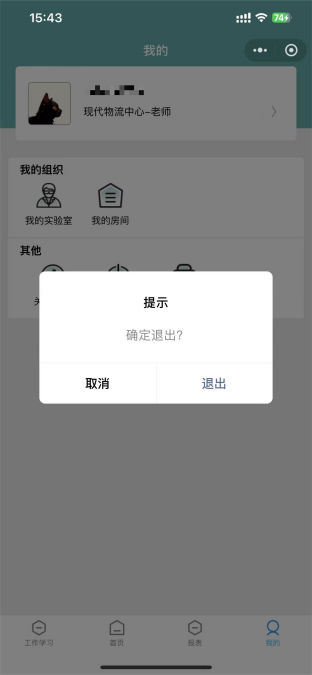 15:43
74
我的
现代物流中心-老师
我的组织
我的实验室
我的房间
其他
提示
确定退出?
取消
退出
工作学习
首页
报表
我的